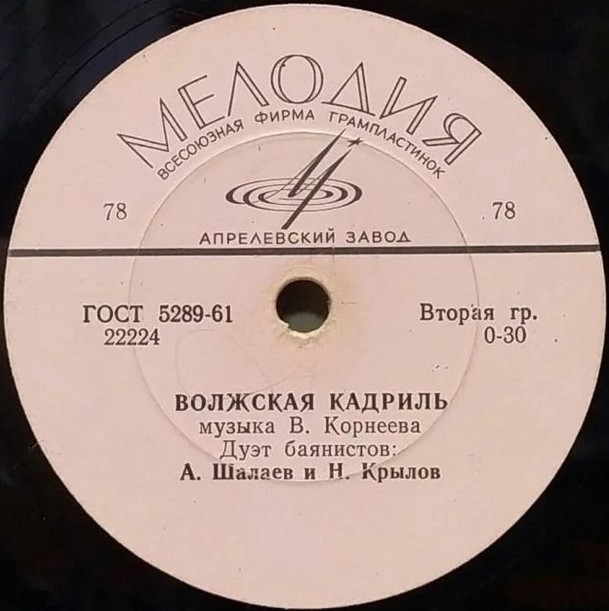 МЕЛОДИЯ
ВСЕСОЮЗНАЯ ФИРМА ГРАМПЛАСТИНОК
78 78
АПРЕЛЕВСКИЙ ЗАВОД
ГОСТ 5289-61 Вторая гр.
22224 0-30
ВОЛЖСКАЯ КАДРИЛЬ
музыка В. Корнеева
Дуэт баянистов:
А. Шалаев и Н. Крылов